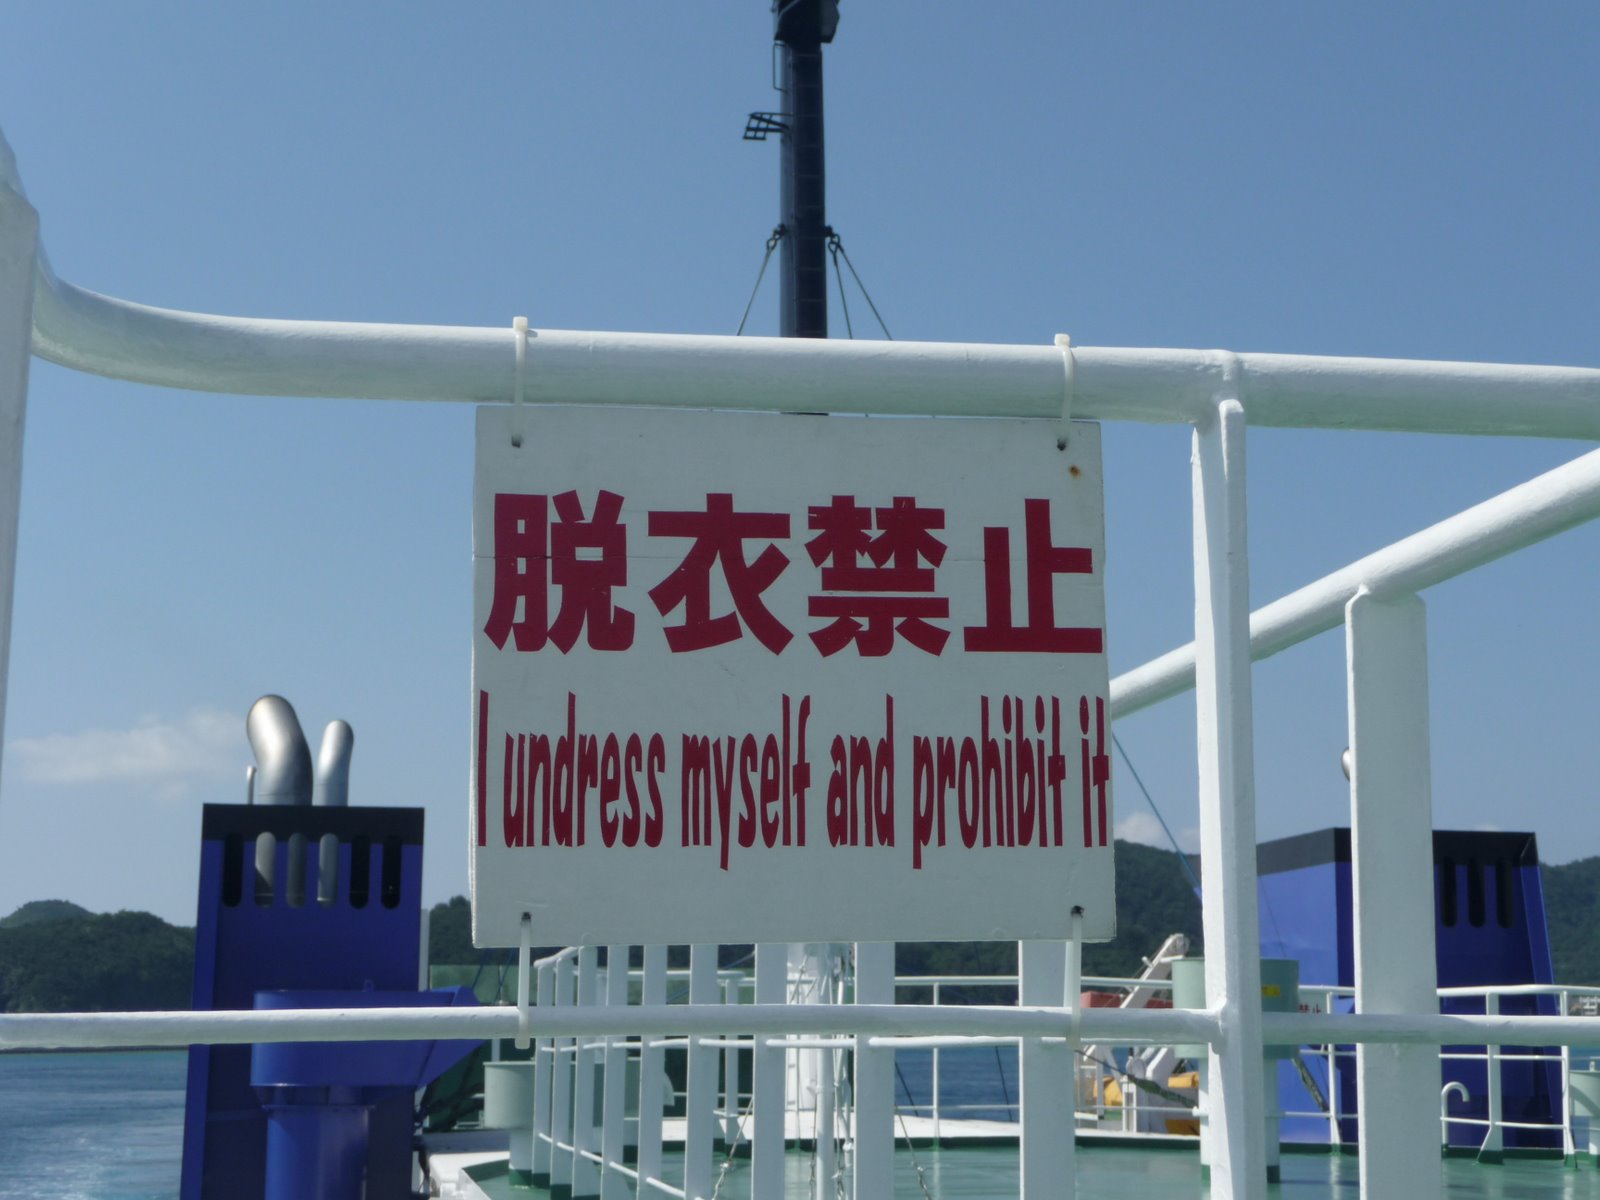 脱衣禁止
I undress myself and prohibit it